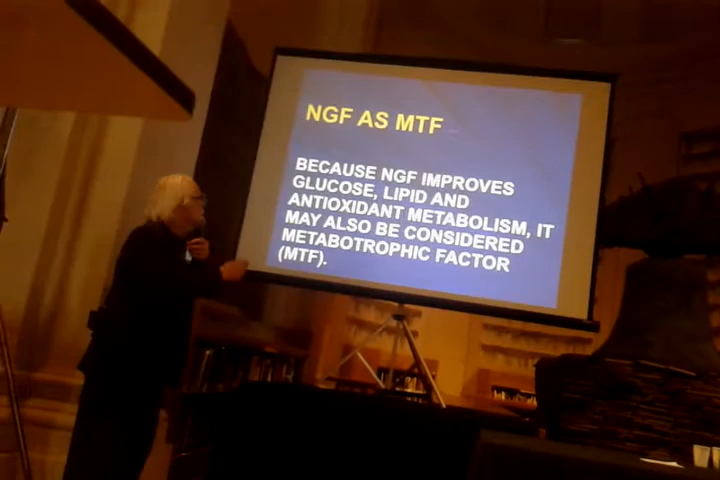 NGF AS MTF
BECAUSE NGF IMPROVES
GLUCOSE, LIPID AND
ANTIOXIDANT METABOLISM, IT
MAY ALSO BE CONSIDERED
METABOTROPHIC FACTOR
(MTF).